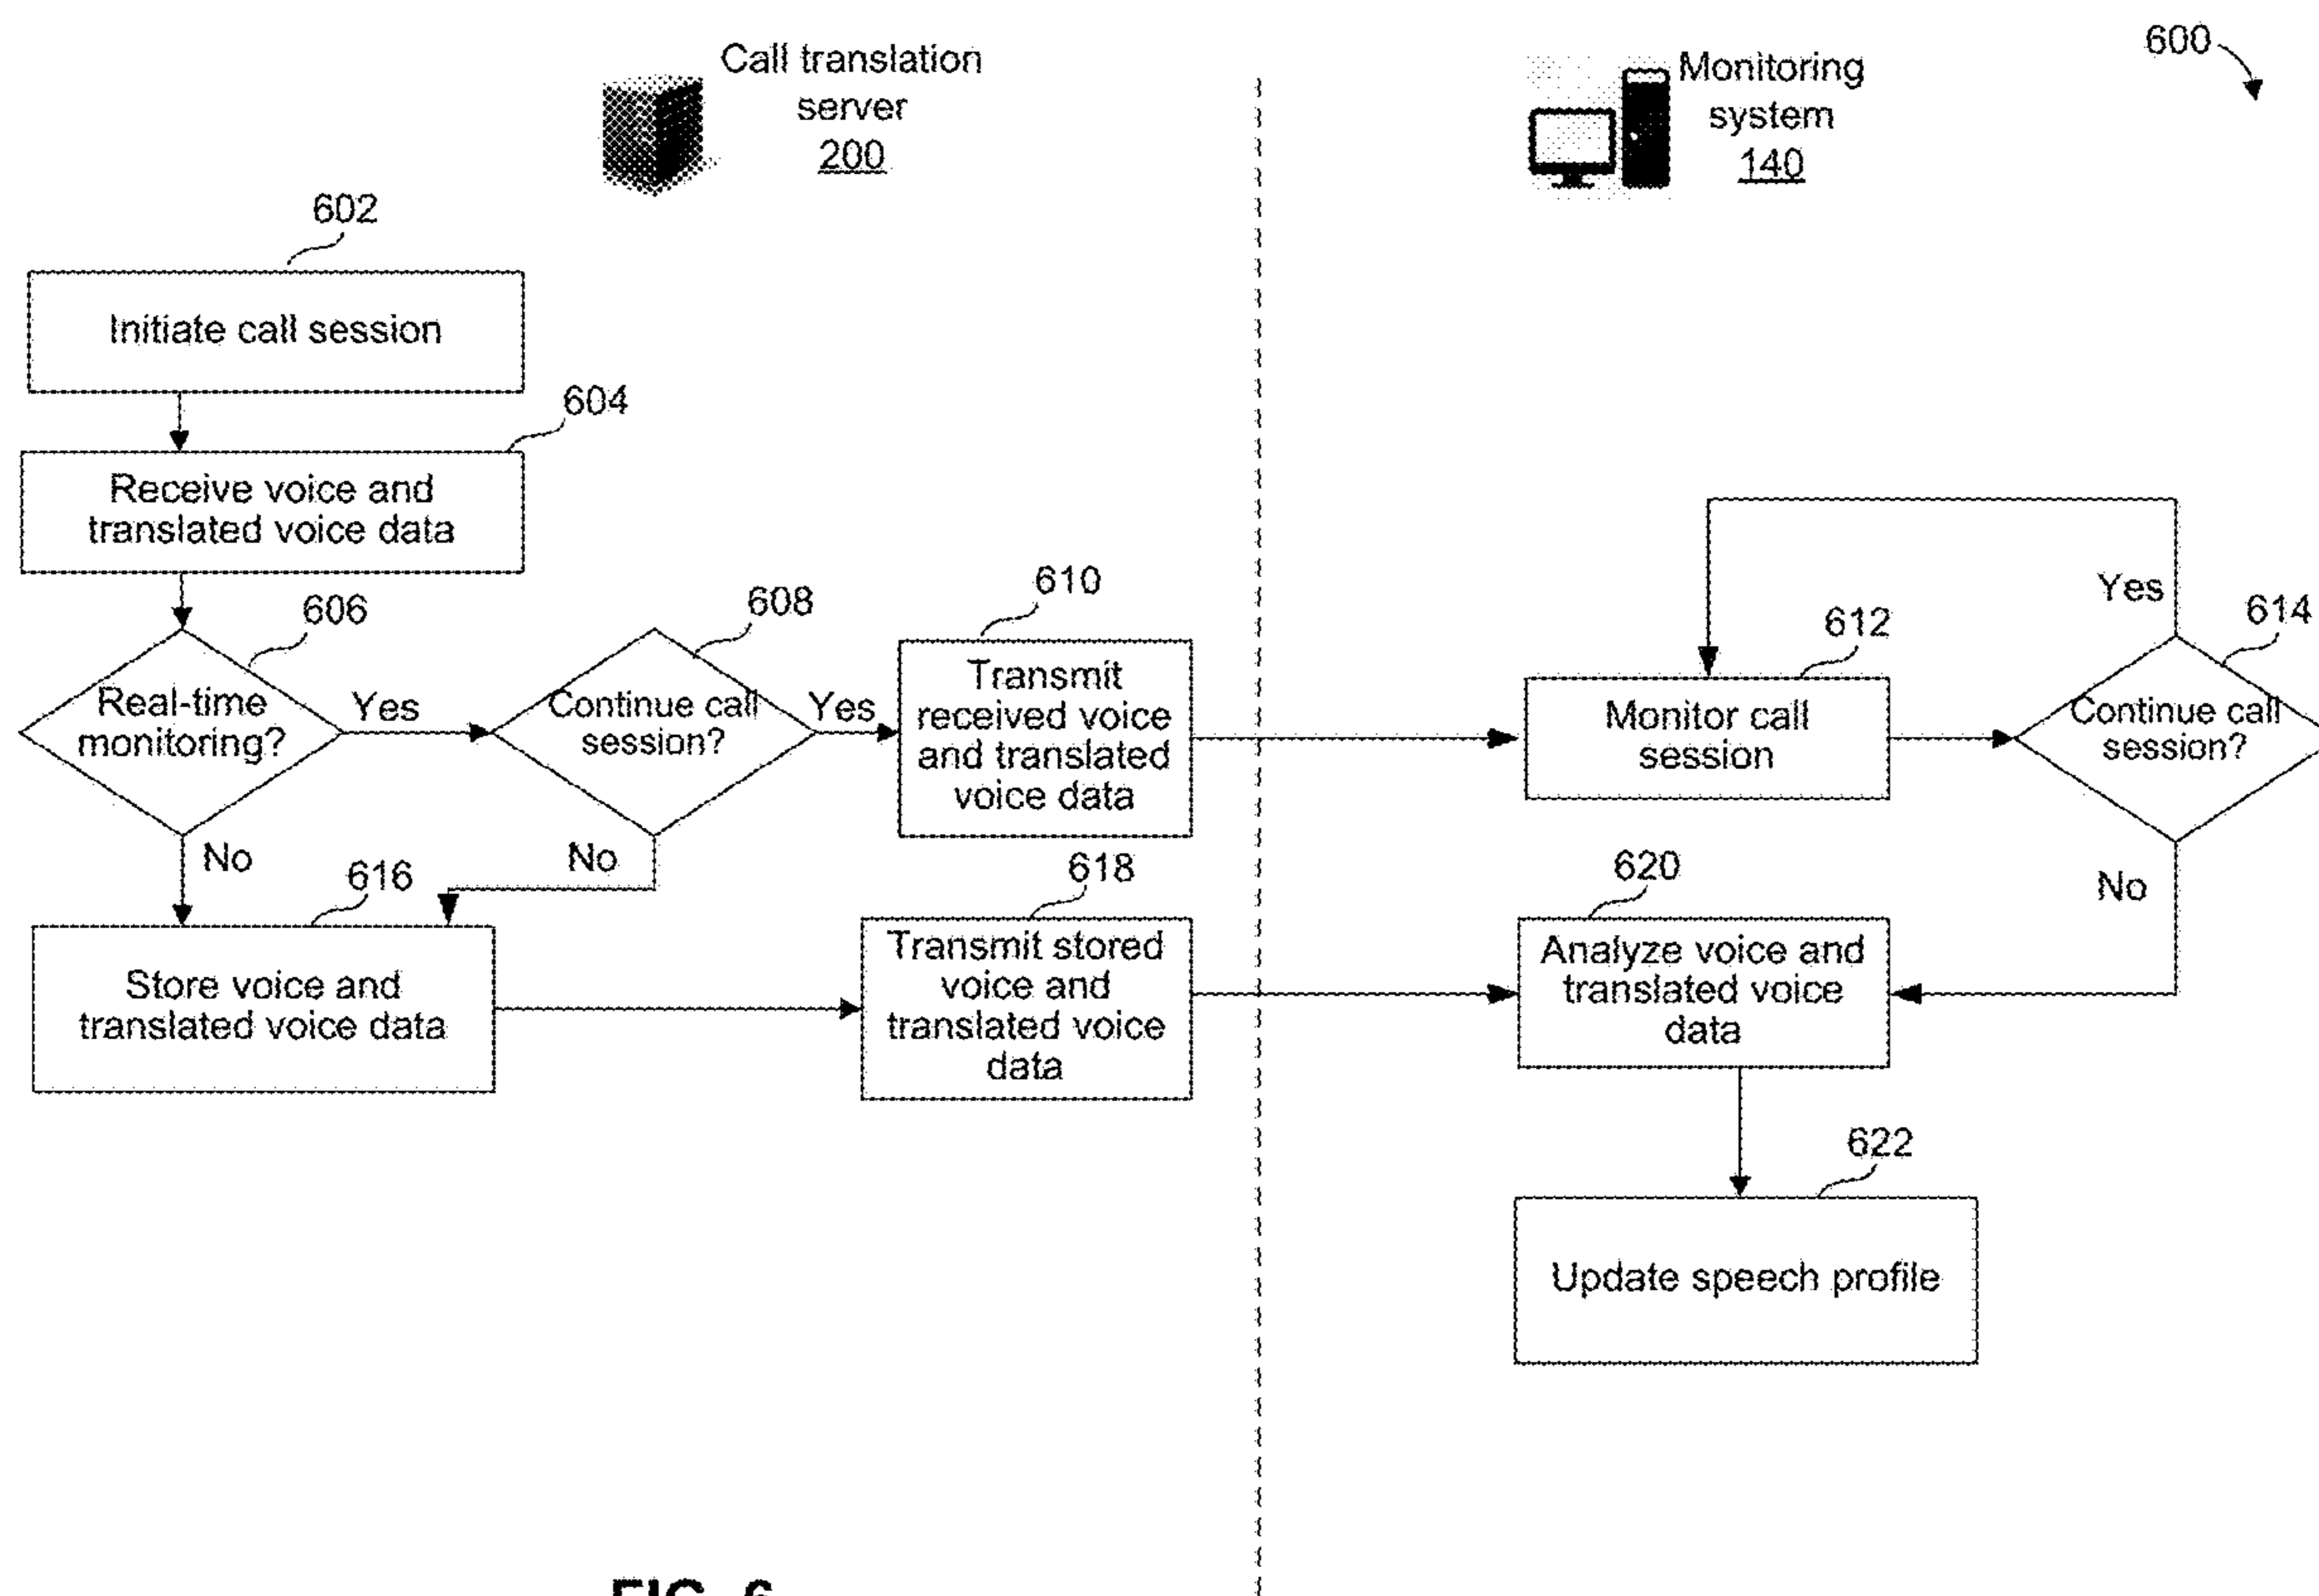 600
Call translation
server
200
Monitoring
system
140
602
Initiate call session
604
Receive voice and
translated voice data
606
Real-time
monitoring?
Yes
No
608
Continue call
session?
Yes
No
610
Transmit
received voice
and translated
voice data
612
Monitor call
session
614
Continue call
session?
Yes
No
616
Store voice and
translated voice data
618
Transmit stored
voice and
translated voice
data
620
Analyze voice and
translated voice
data
622
Update speech profile
FIG. 6